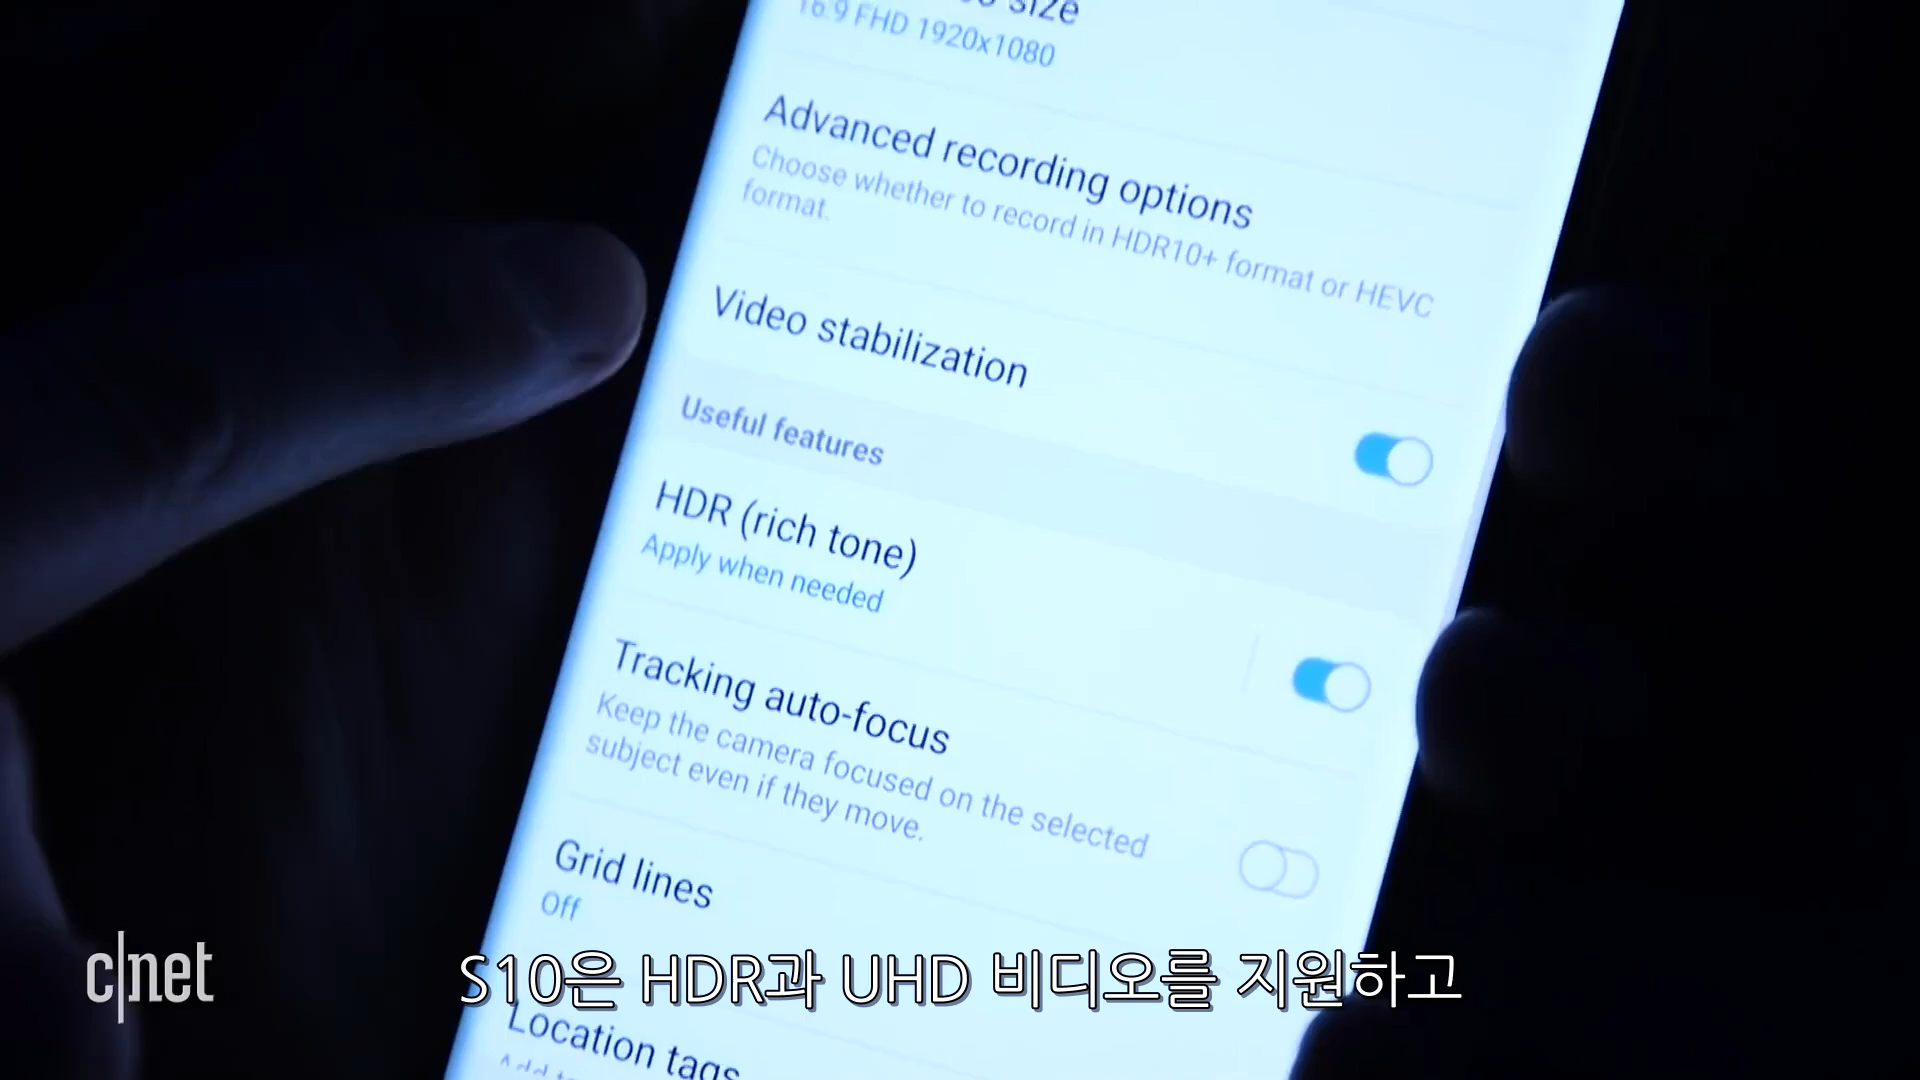 size
16:9 FHD 1920x1080
Advanced recording options
Choose whether to record in HDR10+ format or HEVC
format.
Video stabilization
Useful features
HDR (rich tone)
Apply when needed
Tracking auto-focus
Keep the camera focused on the selected
subject even if they move.
Grid lines
Off
c|net
S10은 HDR과 UHD 비디오를 지원하고
Location tags